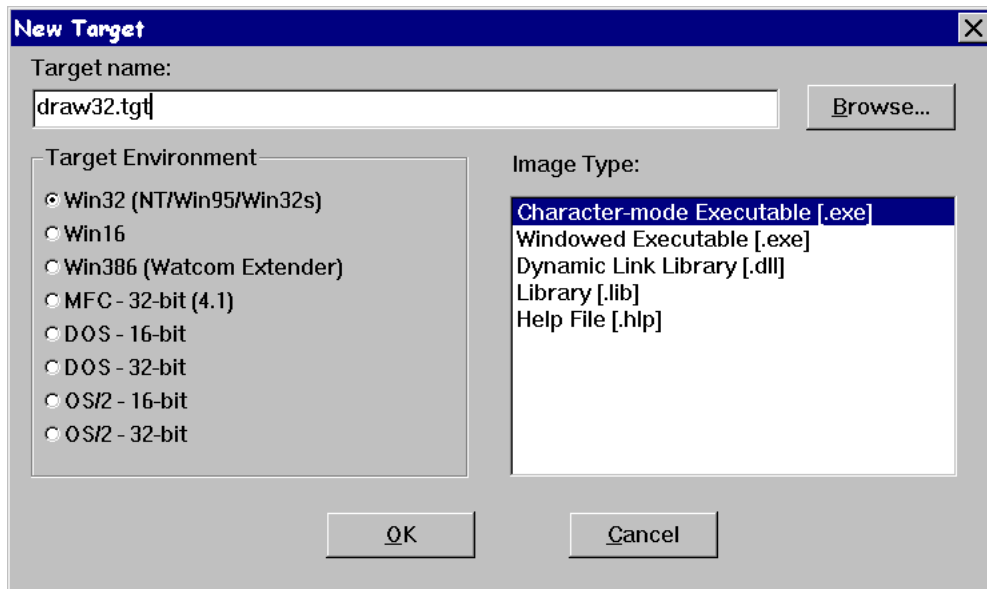 New Target
Target name:
draw32.tgt
Browse...
Target Environment
Win32 (NT/Win95/Win32s)
Win16
Win386 (Watcom Extender)
MFC - 32-bit (4.1)
DOS - 16-bit
DOS - 32-bit
OS/2 - 16-bit
OS/2 - 32-bit
Image Type:
Character-mode Executable [.exe]
Windowed Executable [.exe]
Dynamic Link Library [.dll]
Library [.lib]
Help File [.hlp]
OK
Cancel